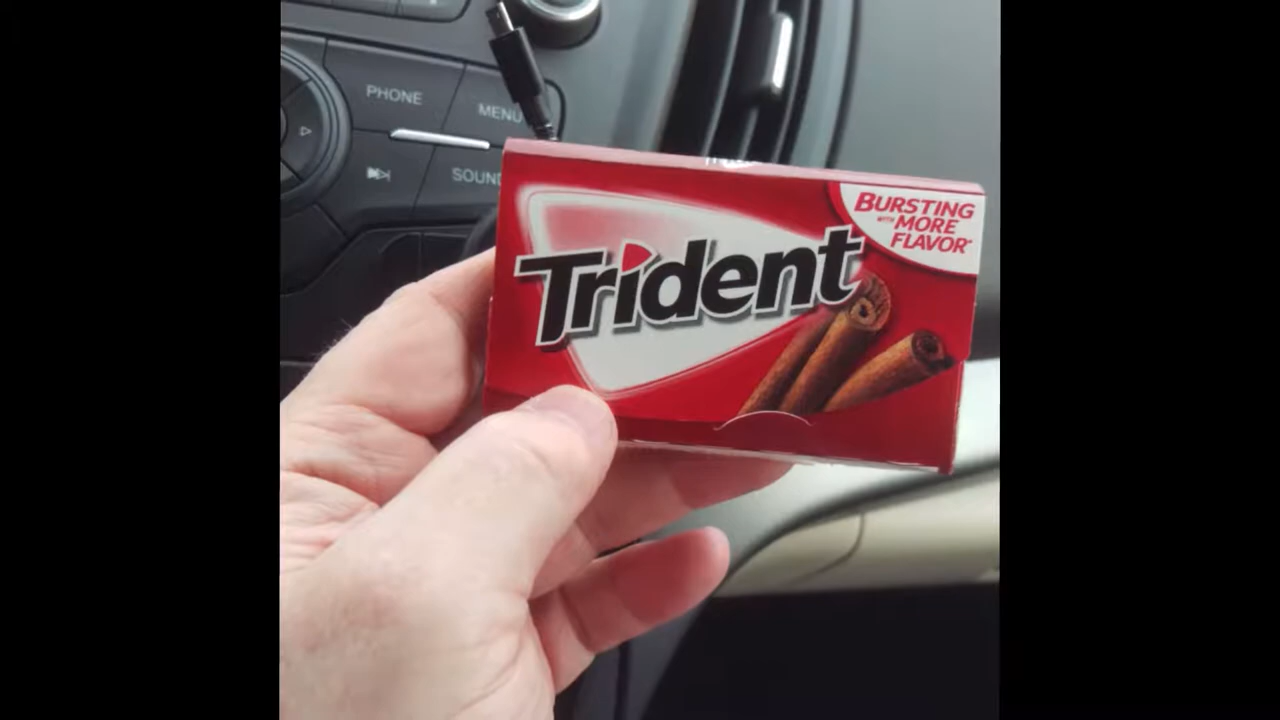 PHONE
MENU
SOUND
Trident
BURSTING
WITH MORE
FLAVOR